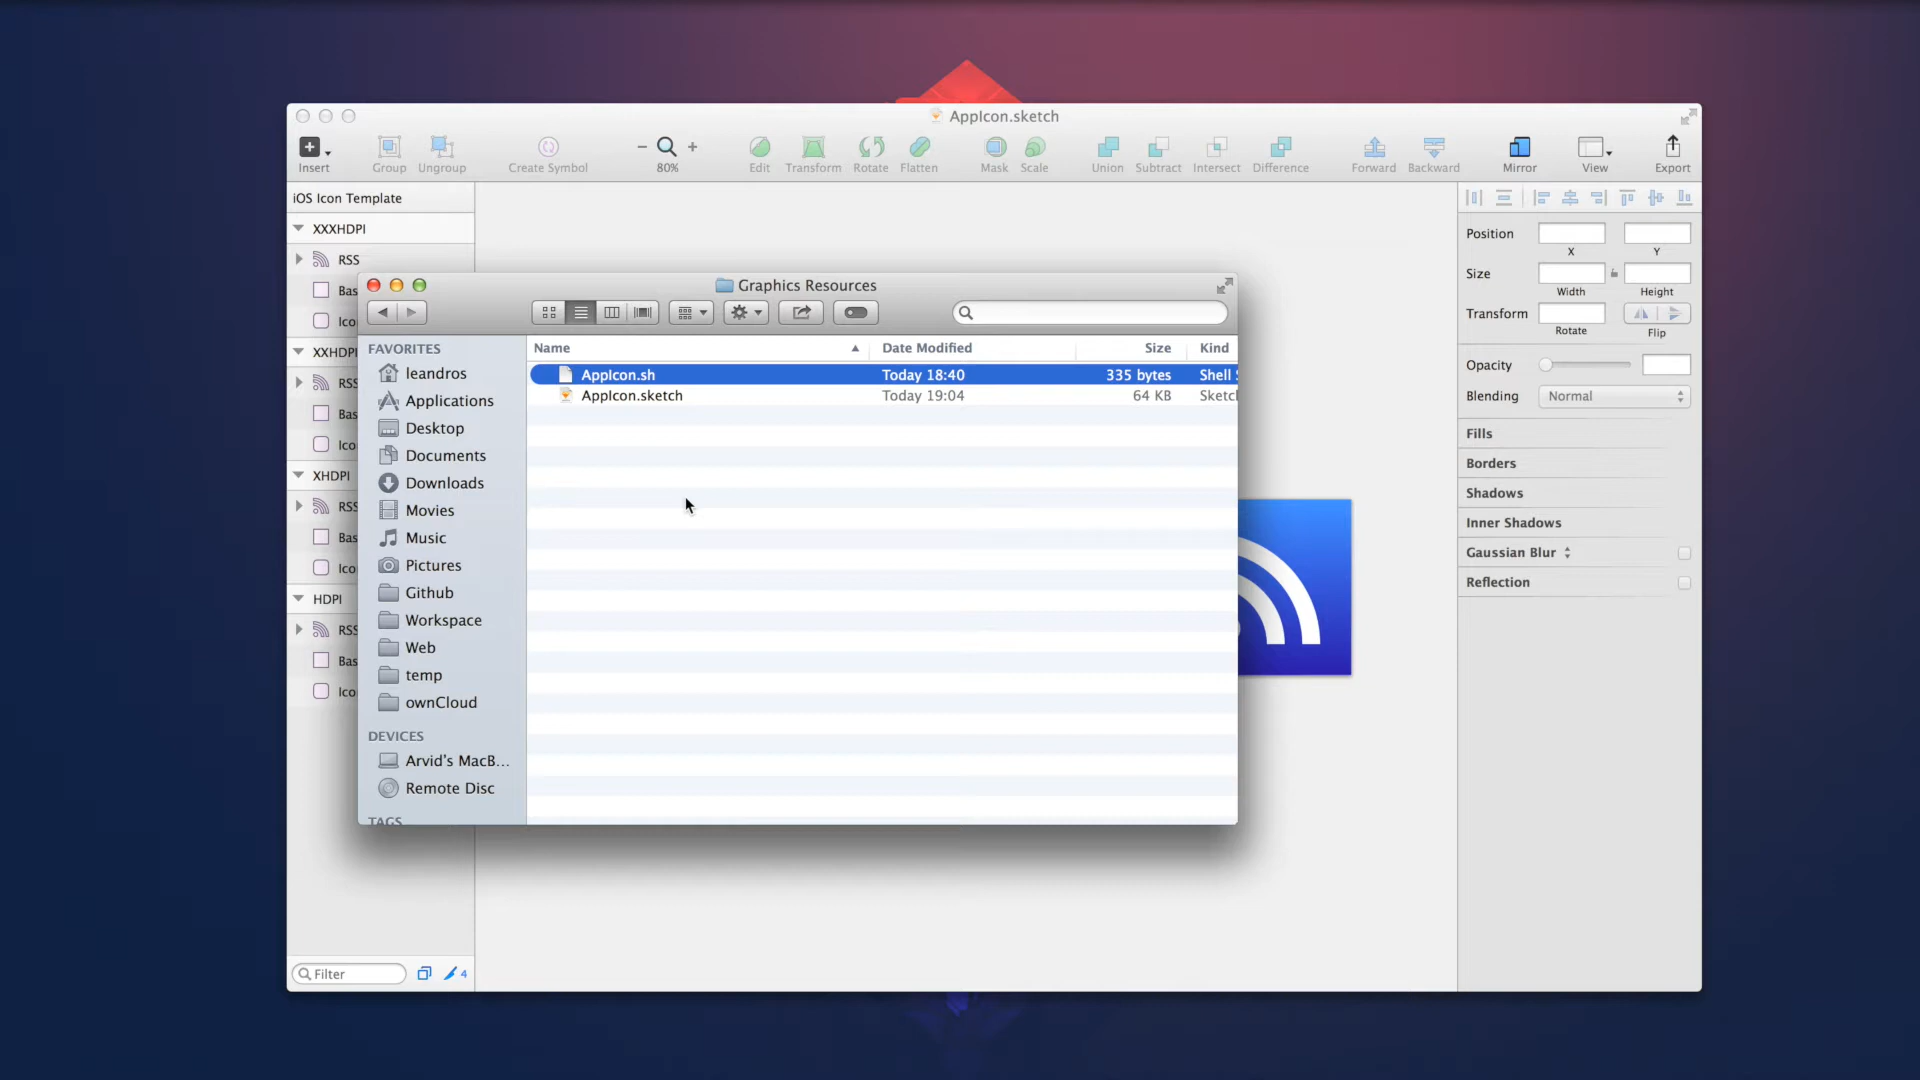 AppIcon.sketch
Insert Group Ungroup Create Symbol 80% Edit Transform Rotate Flatten Mask Scale Union Subtract Intersect Difference Forward Backward Mirror View Export
iOS Icon Template
XXXHDPI
RSS
Bas
Ico
XXHDPI
RSS
Bas
Ico
XHDPI
RSS
Bas
Ico
HDPI
RSS
Bas
Ico
Filter
4
Graphics Resources
FAVORITES
leandros
Applications
Desktop
Documents
Downloads
Movies
Music
Pictures
Github
Workspace
Web
temp
ownCloud
DEVICES
Arvid's MacB...
Remote Disc
TAGS
Name Date Modified Size Kind
AppIcon.sh Today 18:40 335 bytes Shell
AppIcon.sketch Today 19:04 64 KB Sketc
Position
X Y
Size
Width Height
Transform
Rotate Flip
Opacity
Blending Normal
Fills
Borders
Shadows
Inner Shadows
Gaussian Blur
Reflection